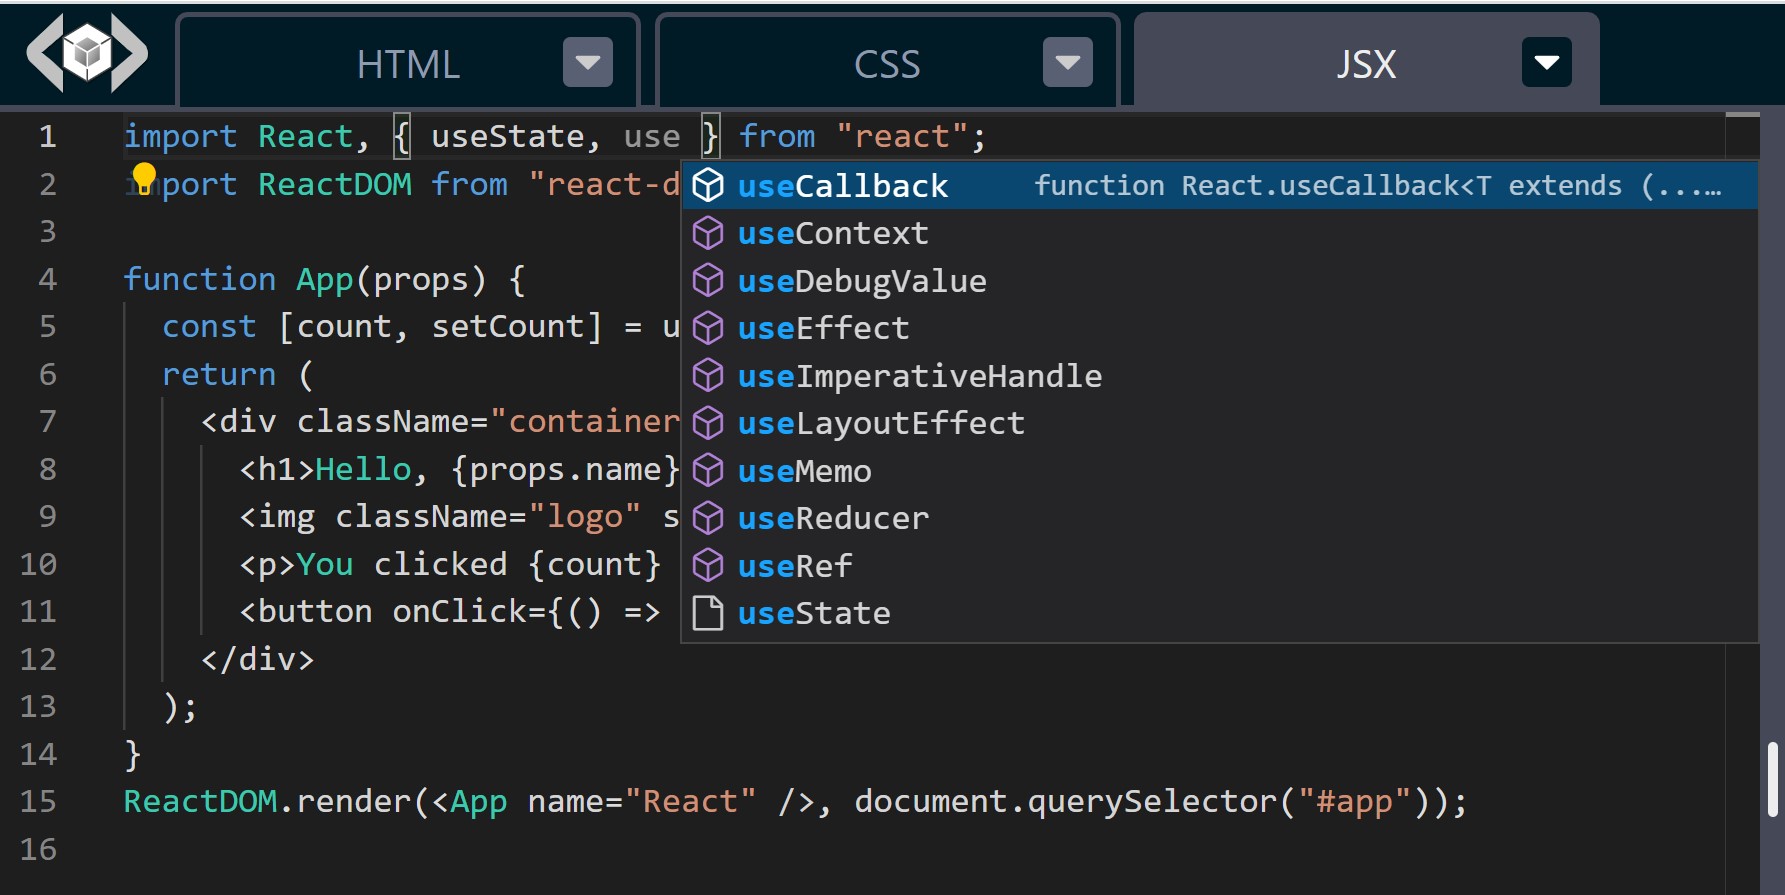 HTML
CSS
JSX
1 import React, { useState, use } from "react";
2 import ReactDOM from "react-d
3
4 function App(props) {
5 const [count, setCount] = u
6 return (
7 <div className="container
8 <h1>Hello, {props.name}
9 <img className="logo" s
10 <p>You clicked {count}
11 <button onClick={() =>
12 </div>
13 );
14 }
15 ReactDOM.render(<App name="React" />, document.querySelector("#app"));
16
useCallback function React.useCallback<T extends (...…
useContext
useDebugValue
useEffect
useImperativeHandle
useLayoutEffect
useMemo
useReducer
useRef
useState